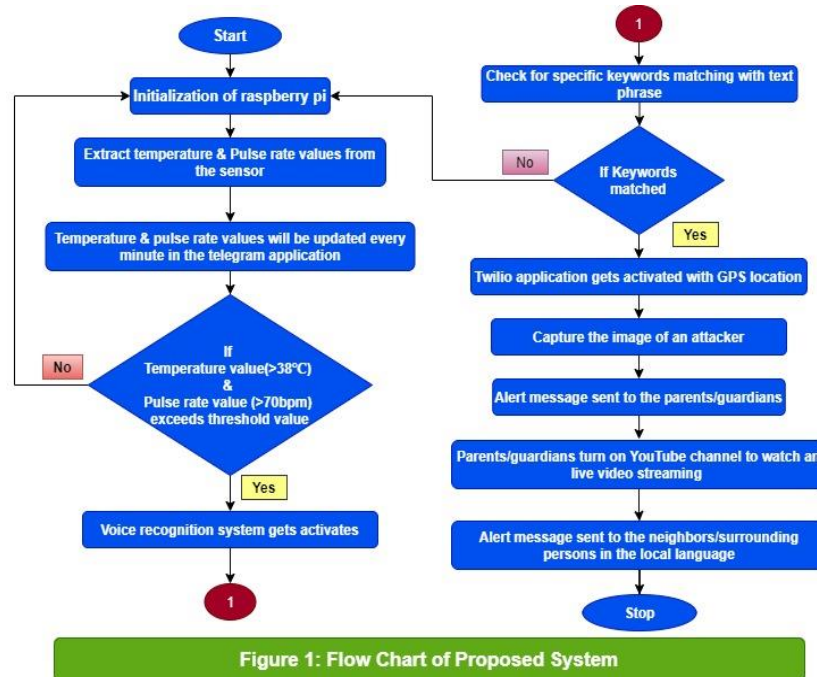 Start
Initialization of raspberry pi
Extract temperature & Pulse rate values from
the sensor
Temperature & pulse rate values will be updated every
minute in the telegram application
If
Temperature value(>38℃)
&
Pulse rate value (>70bpm)
exceeds threshold value
No
Yes
Voice recognition system gets activates
1
1
Check for specific keywords matching with text
phrase
If Keywords
matched
No
Yes
Twilio application gets activated with GPS location
Capture the image of an attacker
Alert message sent to the parents/guardians
Parents/guardians turn on YouTube channel to watch an
live video streaming
Alert message sent to the neighbors/surrounding
persons in the local language
Stop
Figure 1: Flow Chart of Proposed System